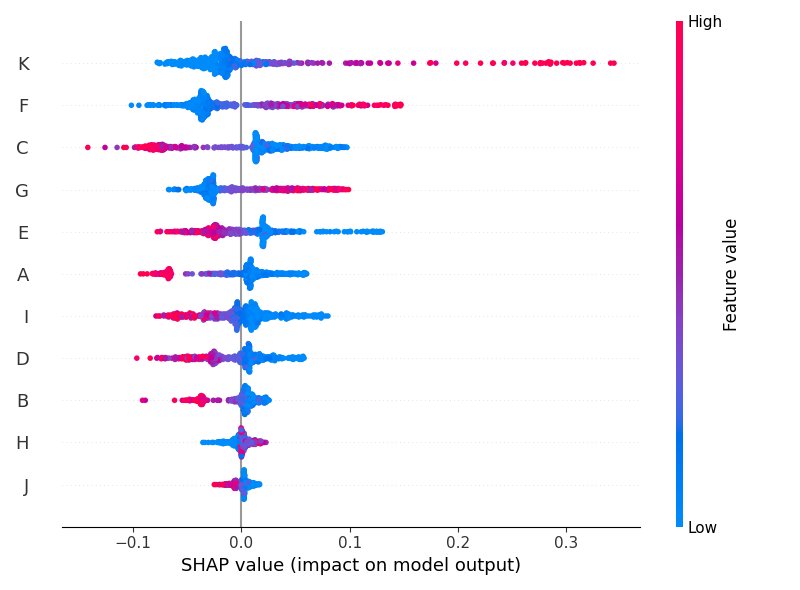 High
K
F
C
G
E
A
I
D
B
H
J
Feature value
Low
−0.1 0.0 0.1 0.2 0.3
SHAP value (impact on model output)